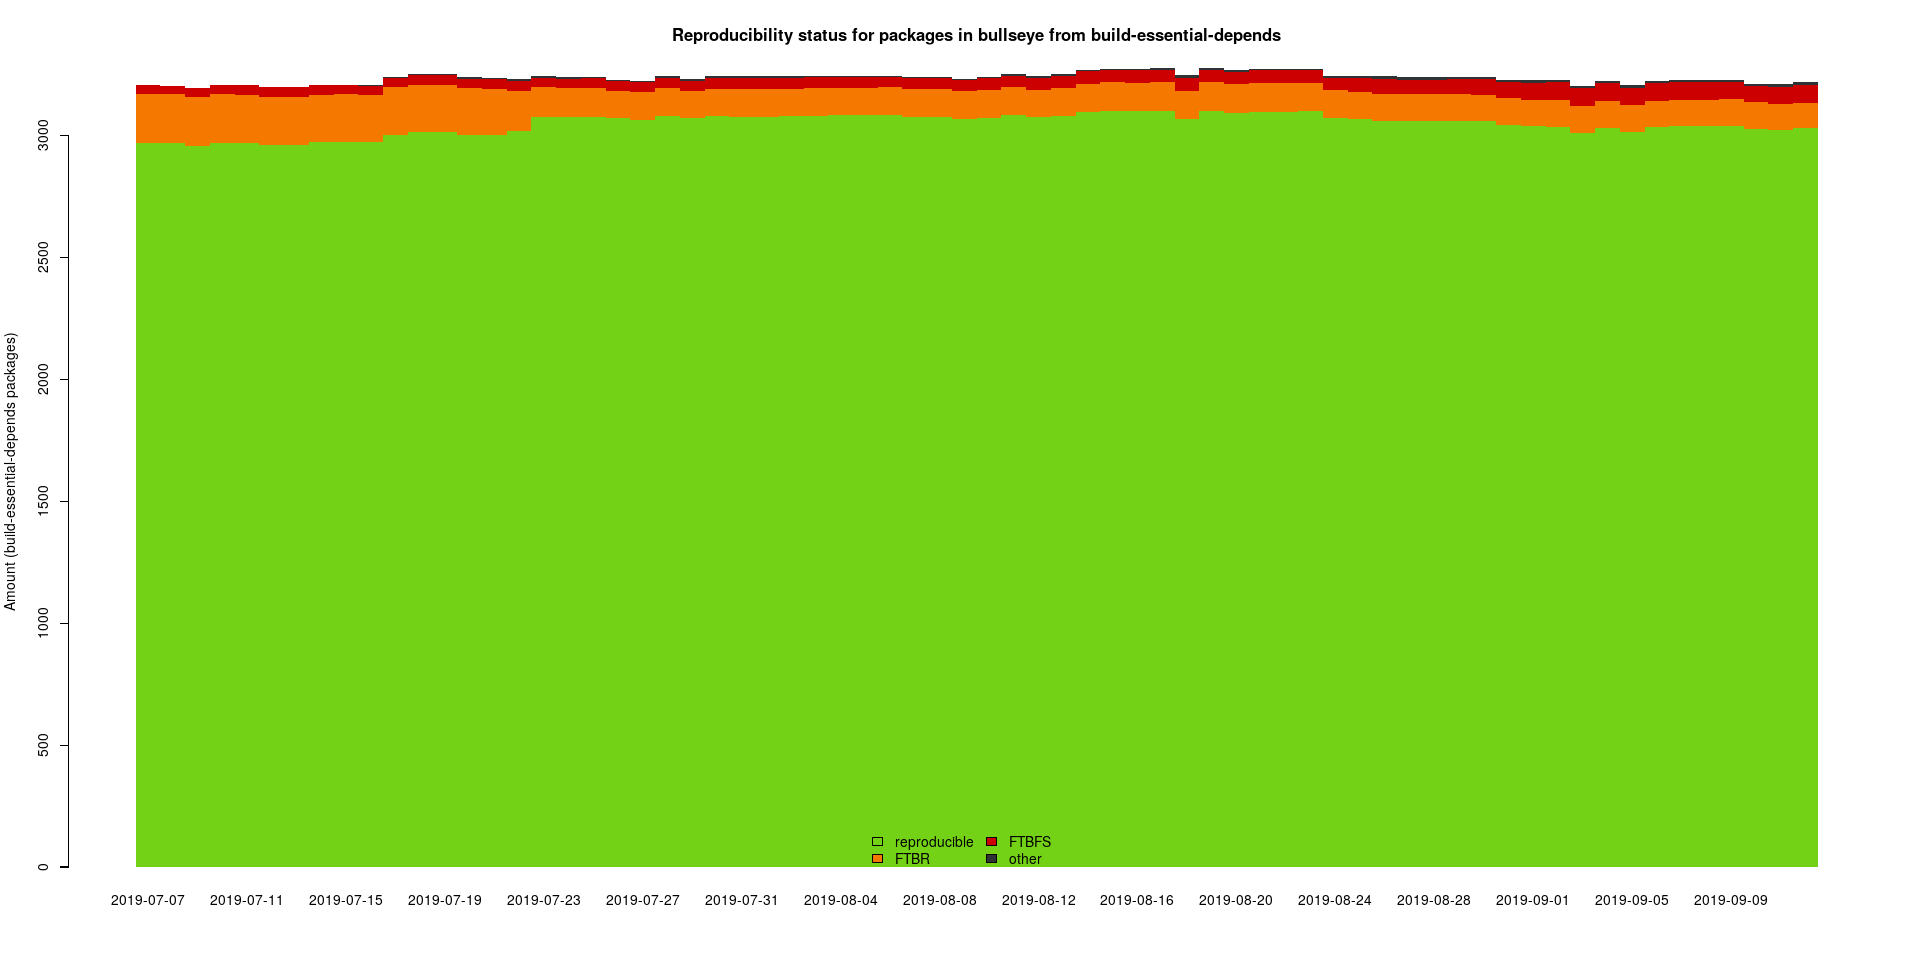 Reproducibility status for packages in bullseye from build-essential-depends
Amount (build-essential-depends packages)
3000
2500
2000
1500
1000
500
0
reproducible
FTBFS
FTBR
other
2019-07-07 2019-07-11 2019-07-15 2019-07-19 2019-07-23 2019-07-27 2019-07-31 2019-08-04 2019-08-08 2019-08-12 2019-08-16 2019-08-20 2019-08-24 2019-08-28 2019-09-01 2019-09-05 2019-09-09